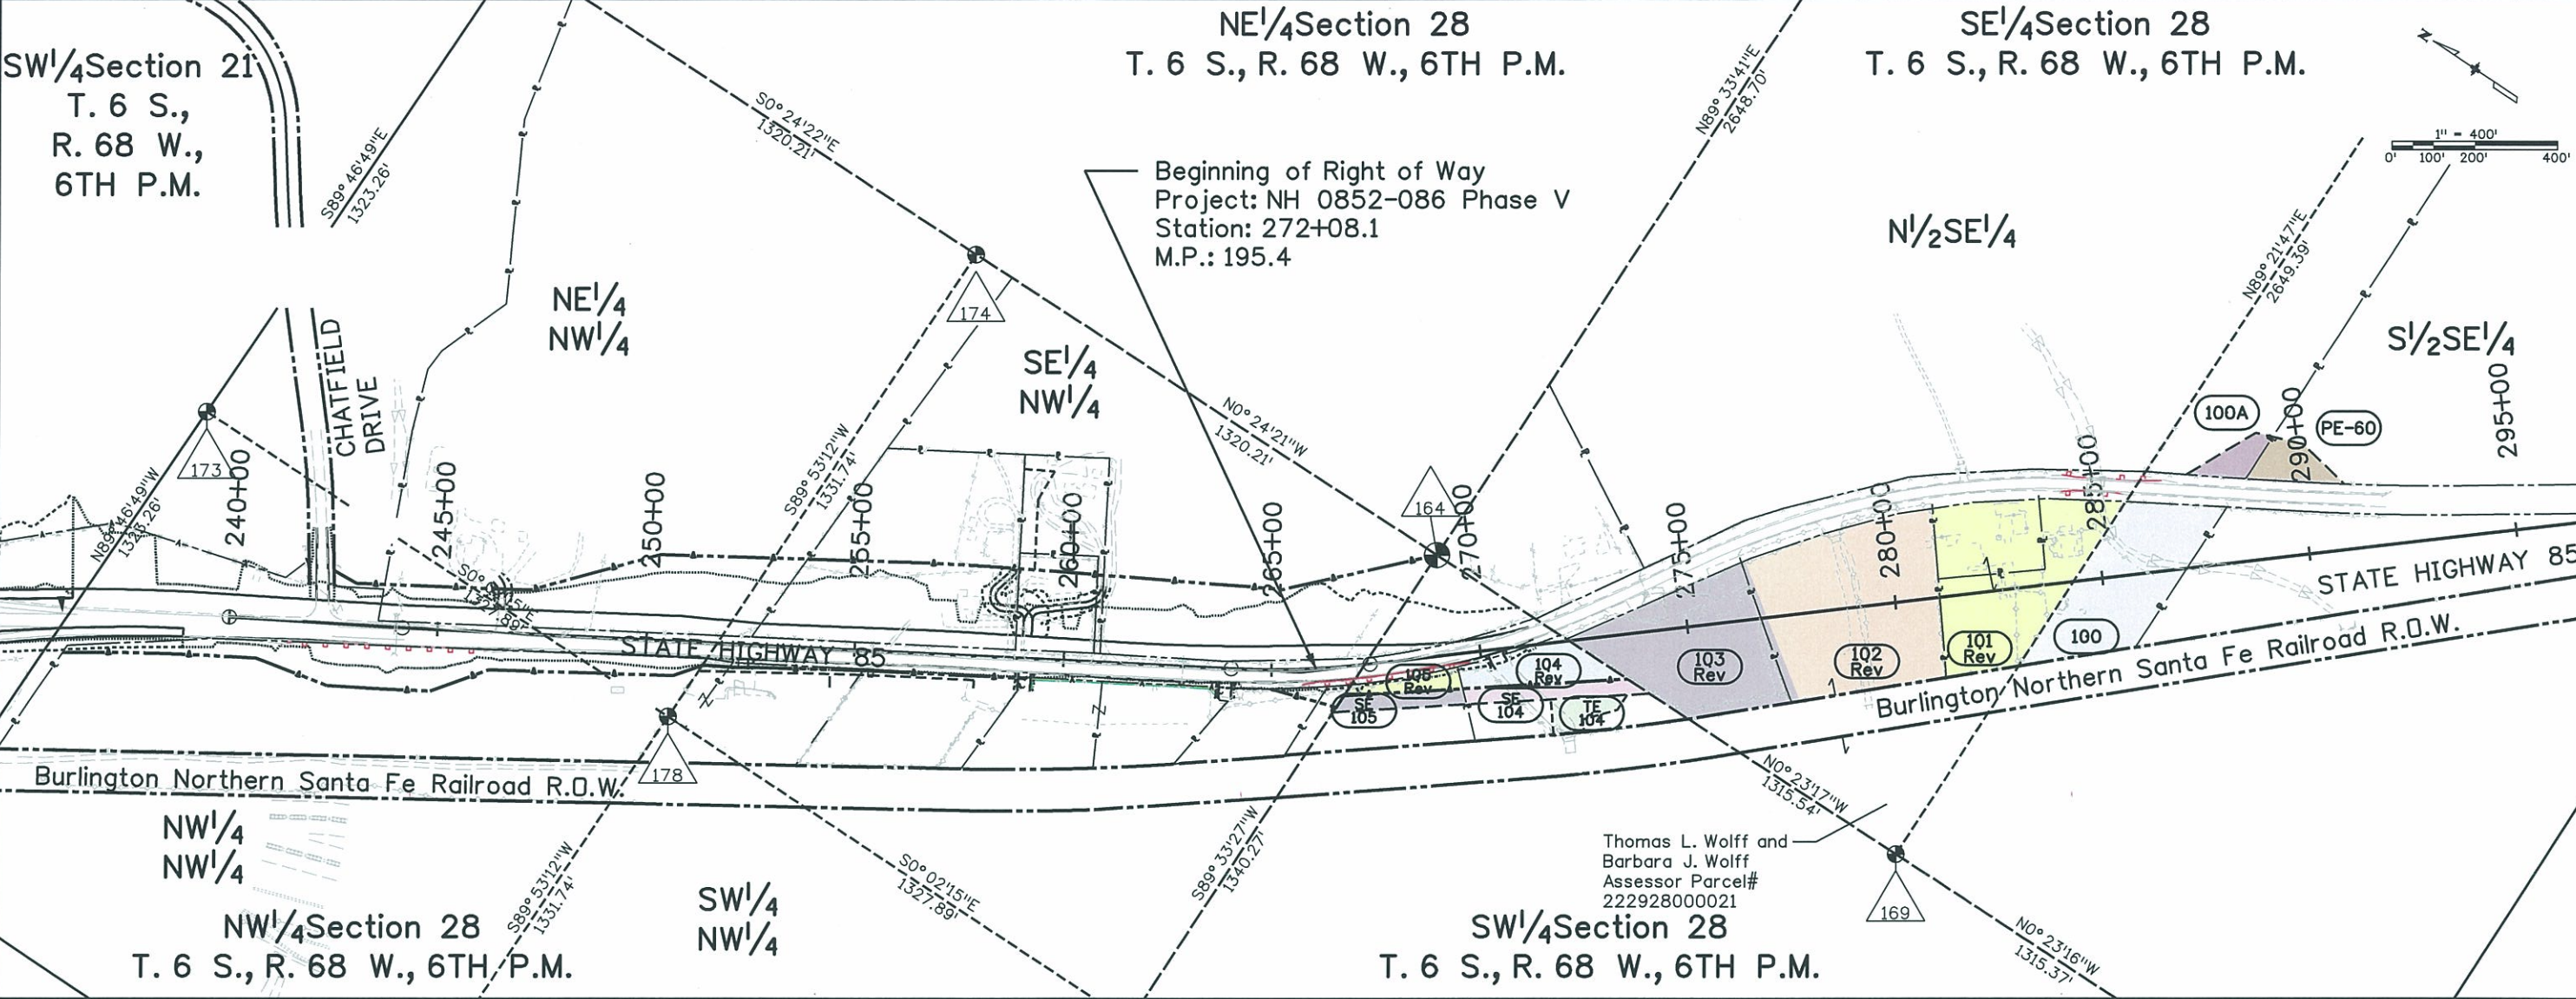 SW1/4Section 21
T. 6 S.,
R. 68 W.,
6TH P.M.
NE1/4Section 28
T. 6 S., R. 68 W., 6TH P.M.
SE1/4Section 28
T. 6 S., R. 68 W., 6TH P.M.
N
1" = 400'
0' 100' 200' 400'
S89°46'49"E
1323.26'
S0°24'22"E
1320.21'
N89°33'41"E
2648.70'
Beginning of Right of Way
Project: NH 0852-086 Phase V
Station: 272+08.1
M.P.: 195.4
N1/2SE1/4
N89°21'47"E
2649.39'
S1/2SE1/4
NE1/4
NW1/4
174
SE1/4
NW1/4
CHATFIELD
DRIVE
173
N89°46'49"W
1323.26'
S89°53'12"W
1331.74'
N0°24'21"W
1320.21'
164
100A
PE-60
240+00
245+00
250+00
255+00
260+00
265+00
270+00
275+00
280+00
285+00
290+00
295+00
STATE HIGHWAY 85
STATE HIGHWAY 85
Rev
SE
105
104
Rev
SE
104
TE
104
103
Rev
102
Rev
101
Rev
100
Burlington Northern Santa Fe Railroad R.O.W.
Burlington Northern Santa Fe Railroad R.O.W.
178
NW1/4
NW1/4
NW1/4Section 28
T. 6 S., R. 68 W., 6TH P.M.
S89°53'12"W
1331.74'
SW1/4
NW1/4
S0°02'15"E
1327.89'
S89°33'27"W
1340.27'
N0°23'17"W
1315.54'
Thomas L. Wolff and
Barbara J. Wolff
Assessor Parcel#
222928000021
169
SW1/4Section 28
T. 6 S., R. 68 W., 6TH P.M.
N0°23'16"W
1315.37'